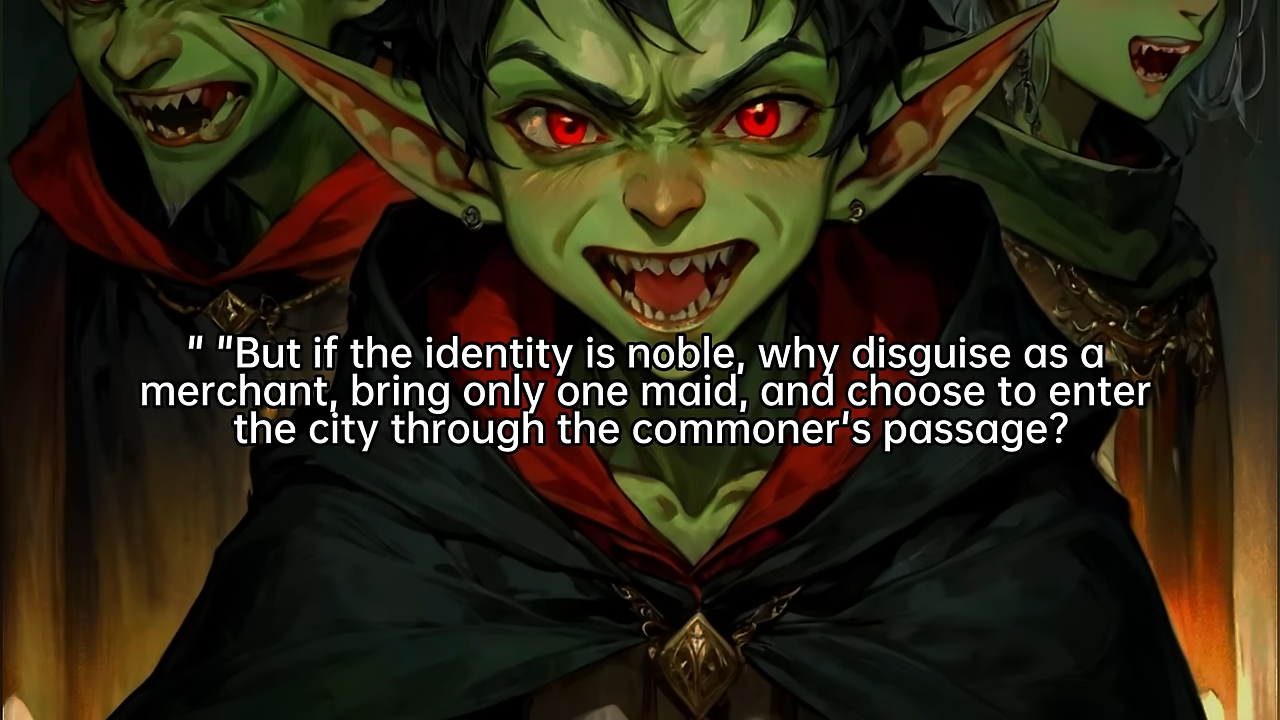 " "But if the identity is noble, why disguise as a
merchant, bring only one maid, and choose to enter
the city through the commoner's passage?